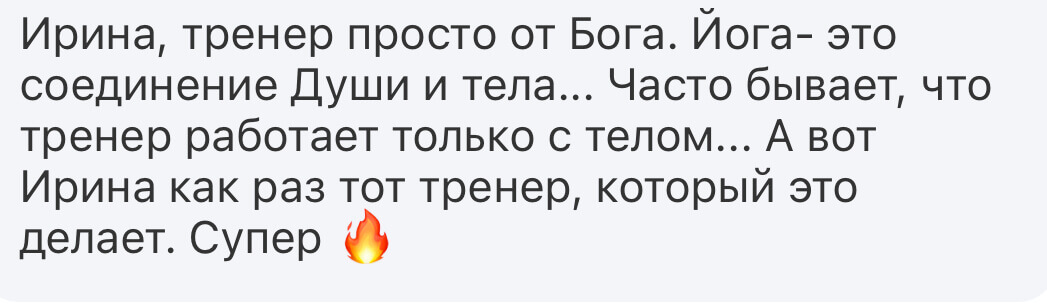 Ирина, тренер просто от Бога. Йога- это
соединение Души и тела... Часто бывает, что
тренер работает только с телом... А вот
Ирина как раз тот тренер, который это
делает. Супер 🔥